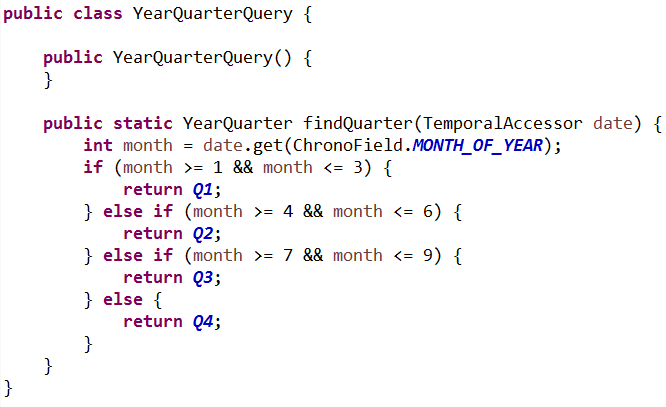 public class YearQuarterQuery {

    public YearQuarterQuery() {
    }

    public static YearQuarter findQuarter(TemporalAccessor date) {
        int month = date.get(ChronoField.MONTH_OF_YEAR);
        if (month >= 1 && month <= 3) {
            return Q1;
        } else if (month >= 4 && month <= 6) {
            return Q2;
        } else if (month >= 7 && month <= 9) {
            return Q3;
        } else {
            return Q4;
        }
    }
}